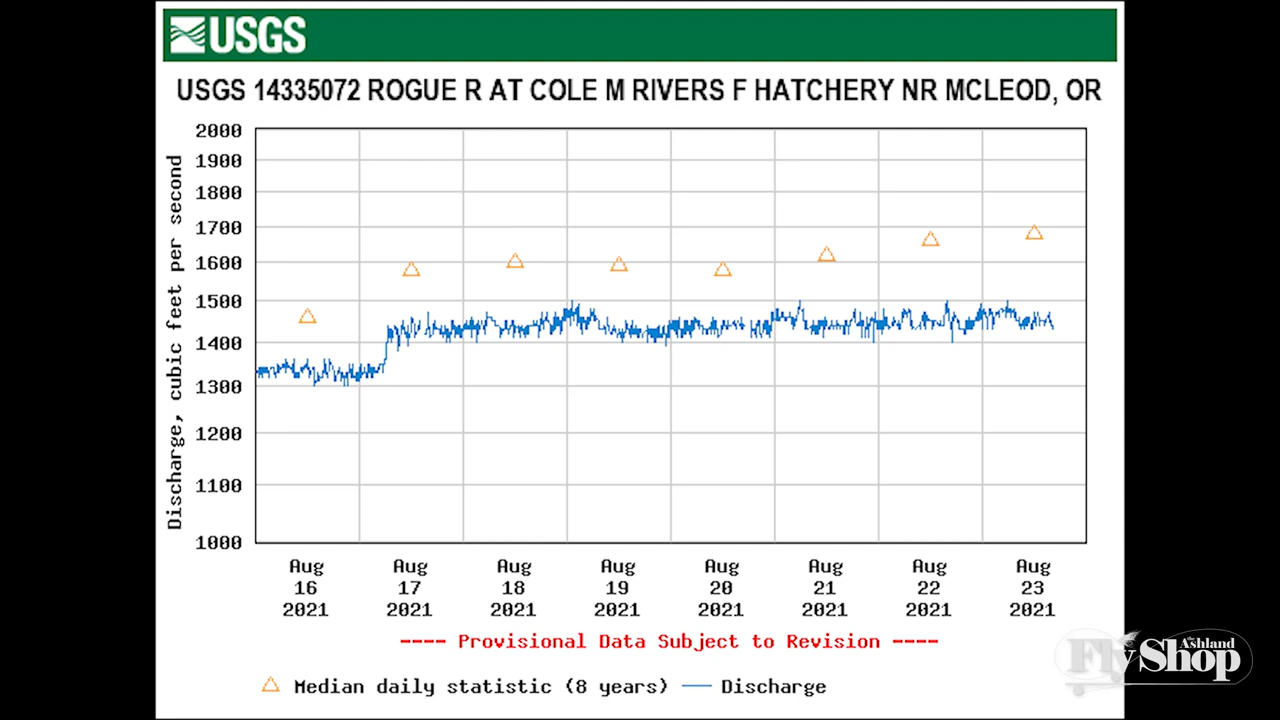 USGS
USGS 14335072 ROGUE R AT COLE M RIVERS F HATCHERY NR MCLEOD, OR
Discharge, cubic feet per second
2000
1900
1800
1700
1600
1500
1400
1300
1200
1100
1000
Aug Aug Aug Aug Aug Aug Aug Aug
16 17 18 19 20 21 22 23
2021 2021 2021 2021 2021 2021 2021 2021
---- Provisional Data Subject to Revision ----
Median daily statistic (8 years) Discharge
The Ashland
Fly Shop